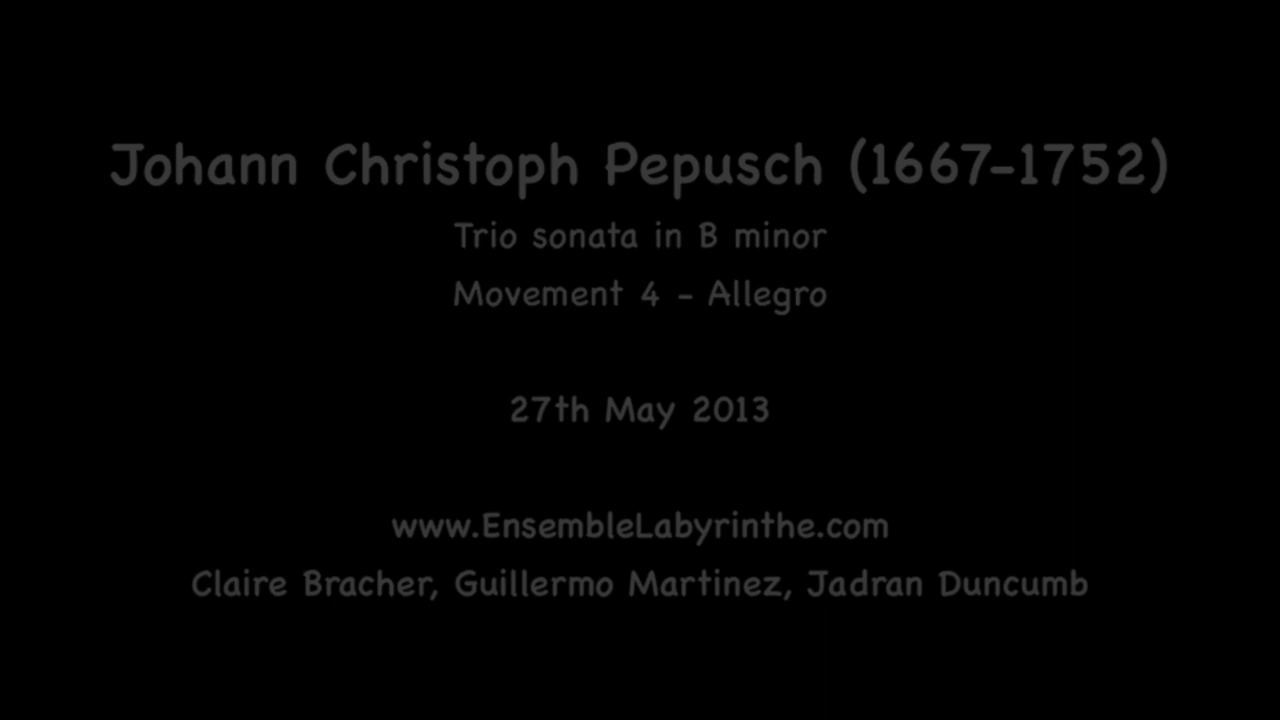 Johann Christoph Pepusch (1667-1752)
Trio sonata in B minor
Movement 4 - Allegro
27th May 2013
www.EnsembleLabyrinthe.com
Claire Bracher, Guillermo Martinez, Jadran Duncumb